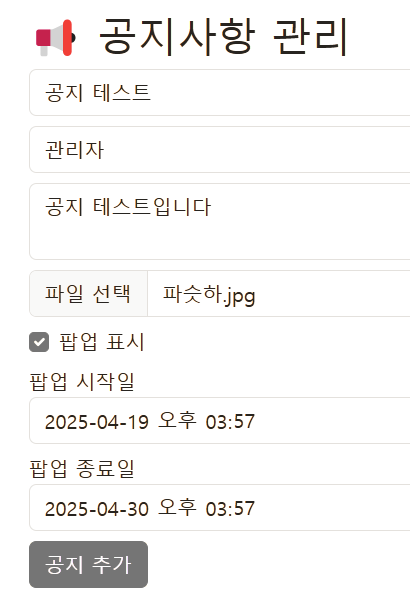 공지사항 관리
공지 테스트
관리자
공지 테스트입니다
파일 선택 파슷하.jpg
팝업 표시
팝업 시작일
2025-04-19 오후 03:57
팝업 종료일
2025-04-30 오후 03:57
공지 추가